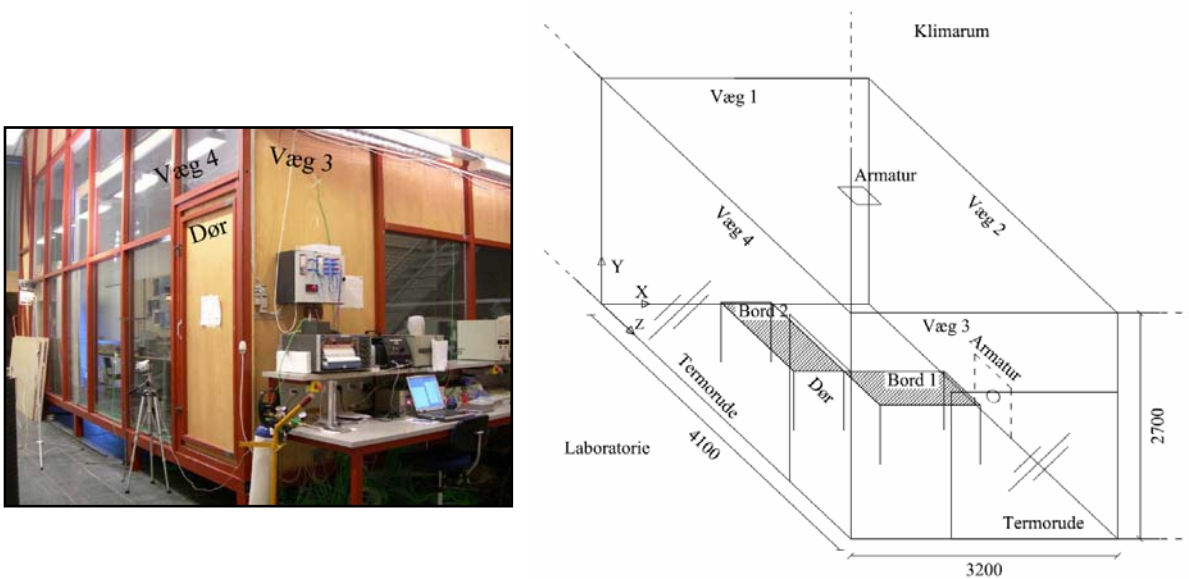 Væg 4
Væg 3
Dør
Klimarum
Væg 1
Armatur
Væg 2
Væg 4
Y
X
Z
Bord 2
Væg 3
Armatur
Termorude
Dør
Bord 1
4100
2700
Laboratorie
Termorude
3200